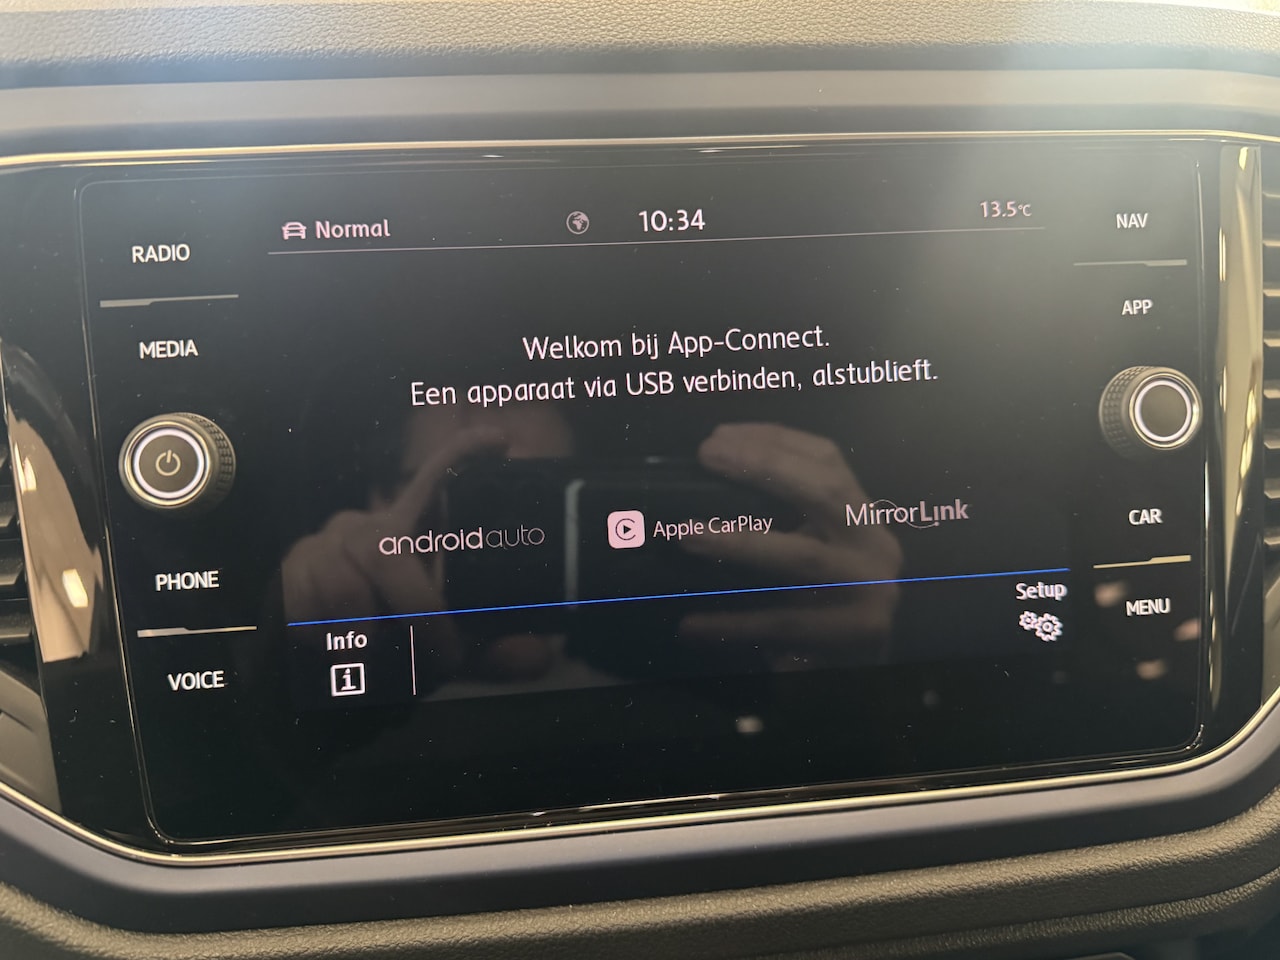 Normal 10:34 13.5°C
RADIO
MEDIA
PHONE
VOICE
Welkom bij App-Connect.
Een apparaat via USB verbinden, alstublieft.
androidauto Apple CarPlay MirrorLink
Info
Setup
NAV
APP
CAR
MENU